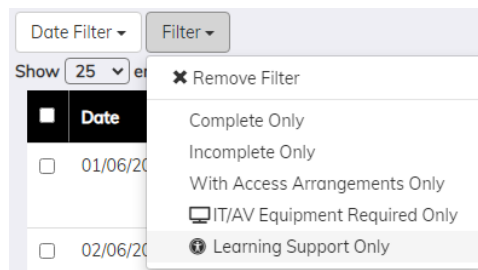 Date Filter Filter
Show 25
Remove Filter
Date
Complete Only
Incomplete Only
01/06/20
With Access Arrangements Only
IT/AV Equipment Required Only
Learning Support Only
02/06/20